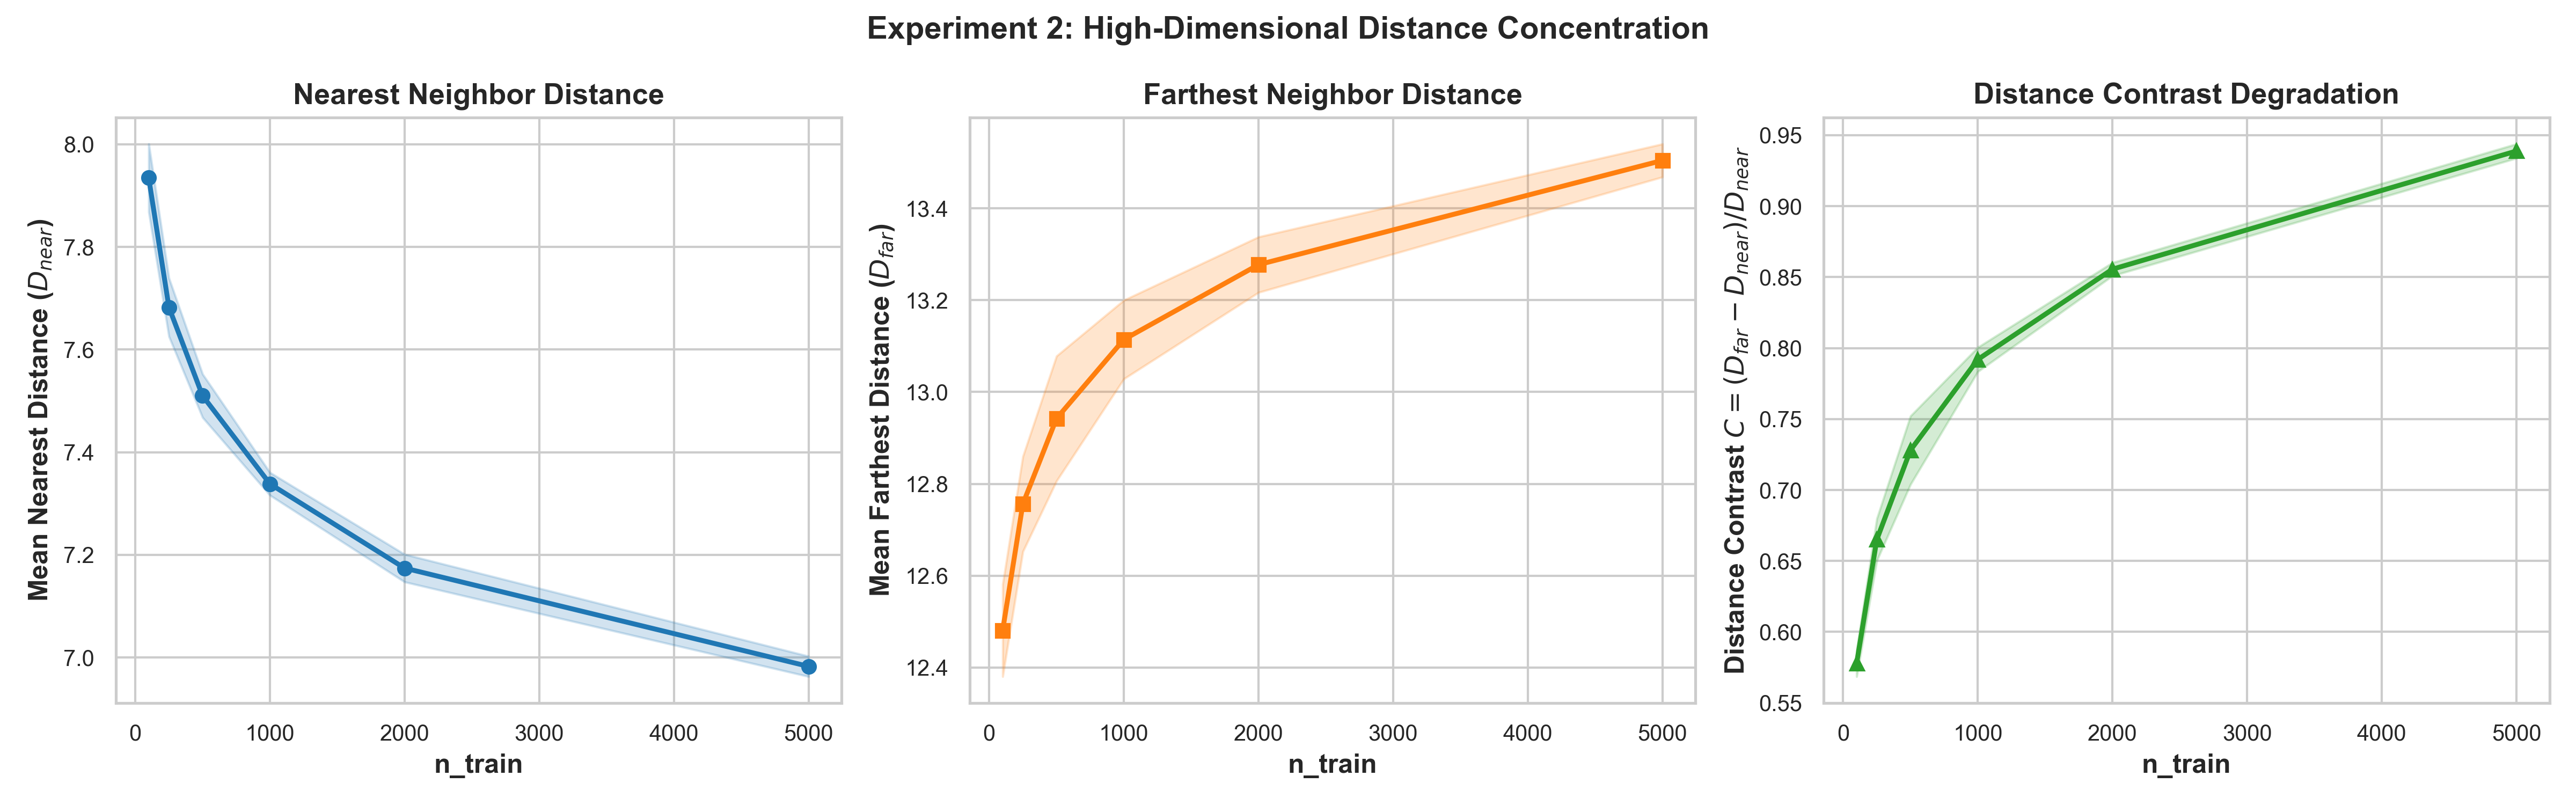 Experiment 2: High-Dimensional Distance Concentration
Nearest Neighbor Distance
Mean Nearest Distance (D_near)
8.0
7.8
7.6
7.4
7.2
7.0
0 1000 2000 3000 4000 5000
n_train
Farthest Neighbor Distance
Mean Farthest Distance (D_far)
13.4
13.2
13.0
12.8
12.6
12.4
0 1000 2000 3000 4000 5000
n_train
Distance Contrast Degradation
Distance Contrast C = (D_far − D_near)/D_near
0.95
0.90
0.85
0.80
0.75
0.70
0.65
0.60
0.55
0 1000 2000 3000 4000 5000
n_train